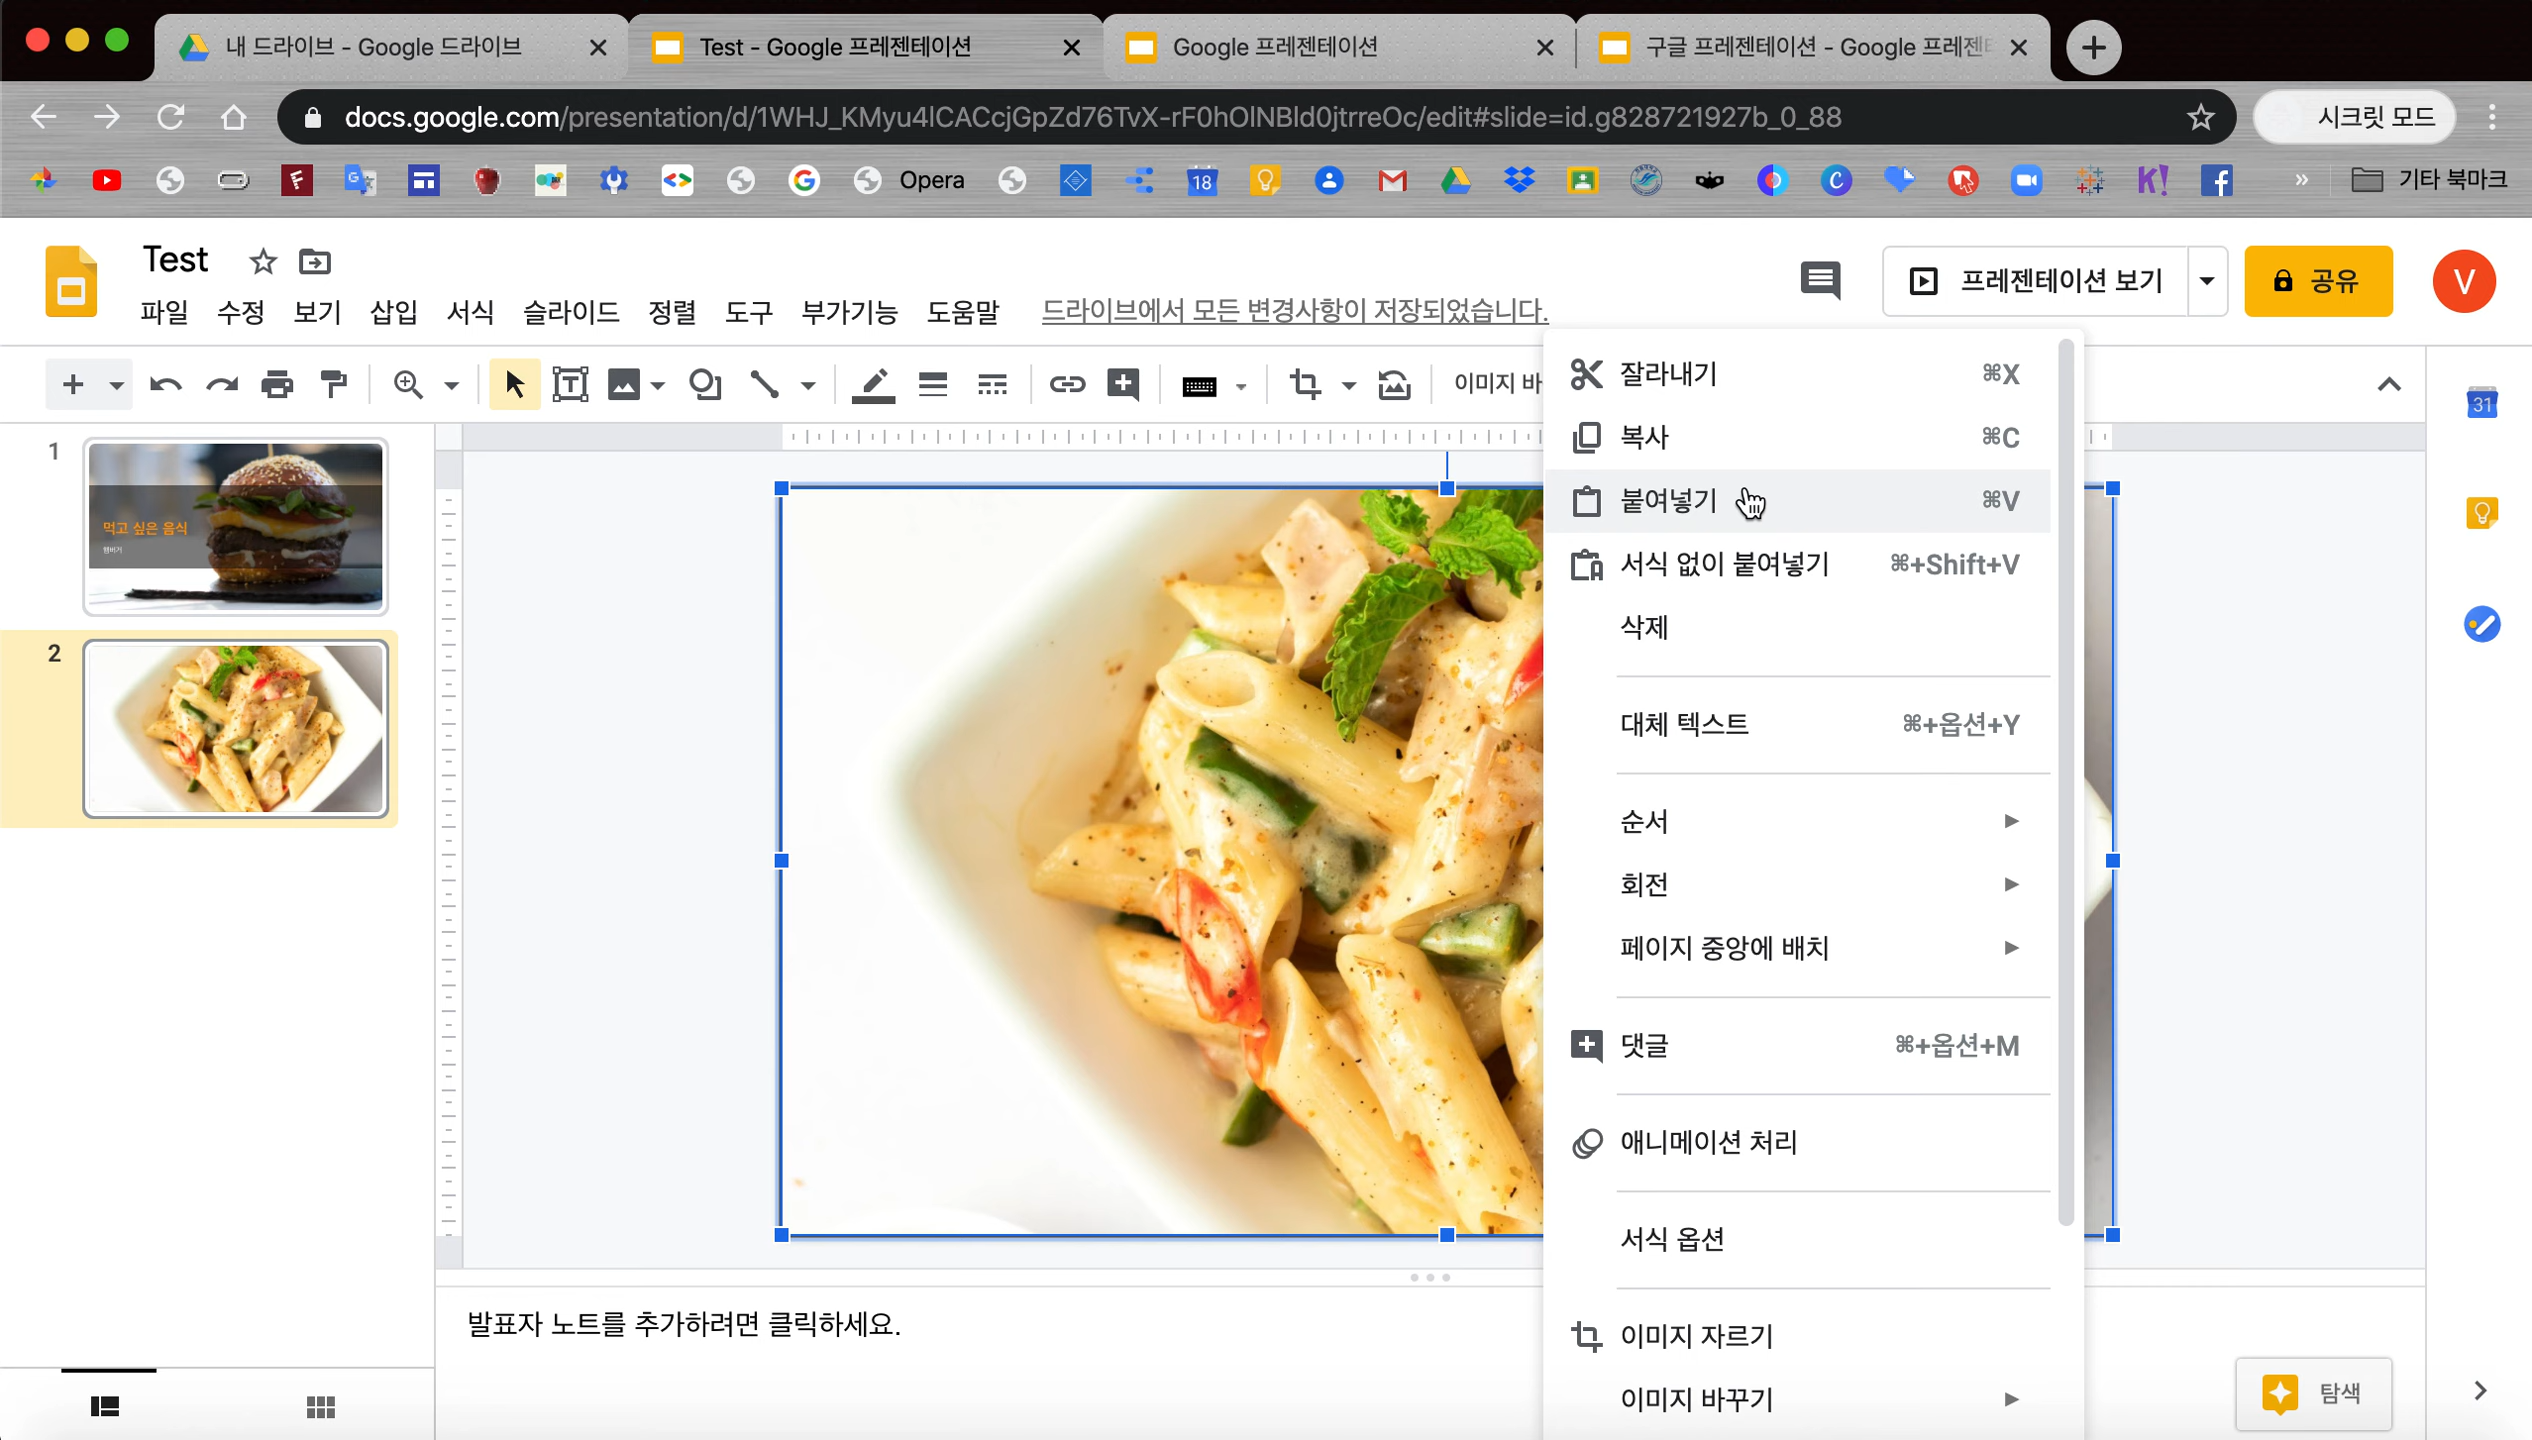 내 드라이브 - Google 드라이브
Test - Google 프레젠테이션
Google 프레젠테이션
구글 프레젠테이션 - Google 프레젠
docs.google.com/presentation/d/1WHJ_KMyu4lCACcjGpZd76TvX-rF0hOlNBld0jtrreOc/edit#slide=id.g828721927b_0_88
시크릿 모드
Opera
18
K!
기타 북마크
Test
프레젠테이션 보기
공유
V
파일 수정 보기 삽입 서식 슬라이드 정렬 도구 부가기능 도움말 드라이브에서 모든 변경사항이 저장되었습니다.
이미지 바
31
1
먹고 싶은 음식
햄버거
2
잘라내기 ⌘X
복사 ⌘C
붙여넣기 ⌘V
서식 없이 붙여넣기 ⌘+Shift+V
삭제
대체 텍스트 ⌘+옵션+Y
순서
회전
페이지 중앙에 배치
댓글 ⌘+옵션+M
애니메이션 처리
서식 옵션
이미지 자르기
이미지 바꾸기
발표자 노트를 추가하려면 클릭하세요.
탐색